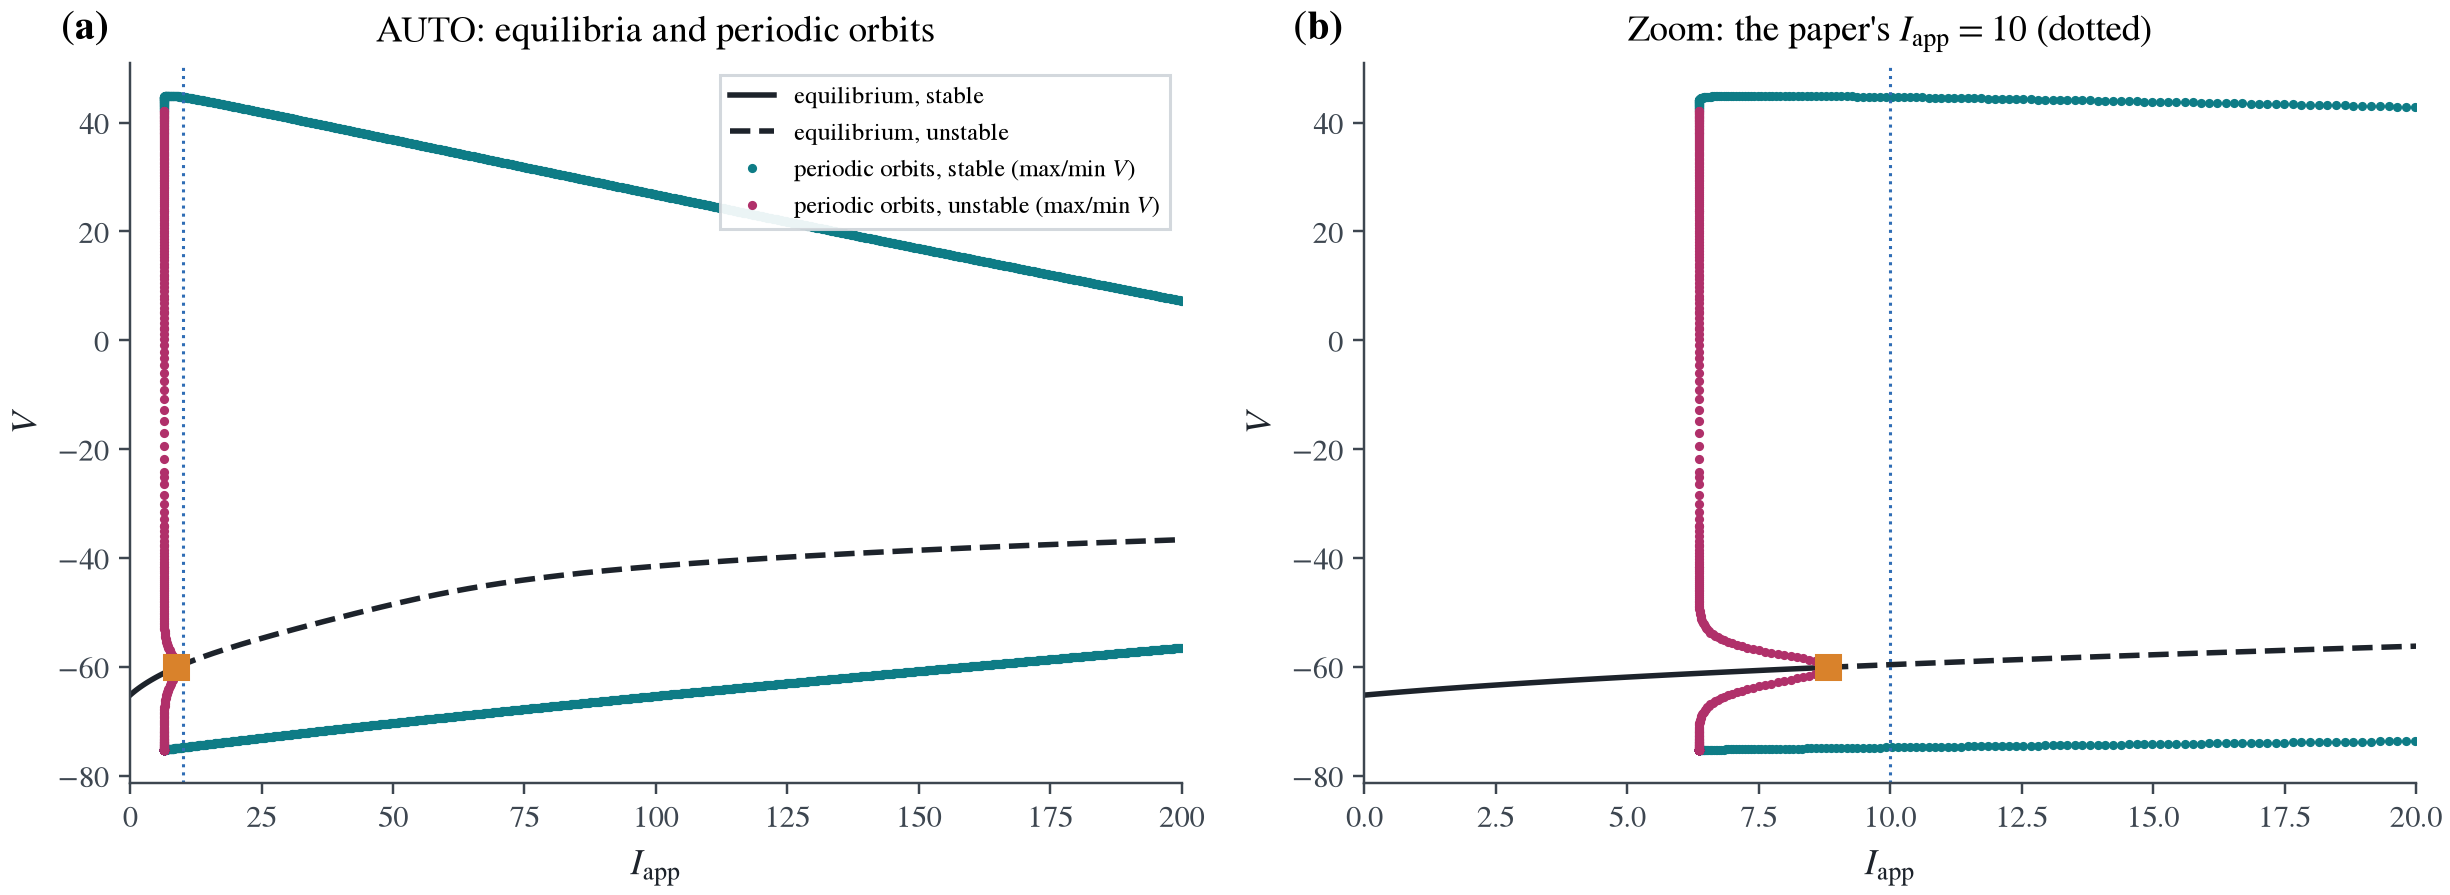 (a)
AUTO: equilibria and periodic orbits
equilibrium, stable
equilibrium, unstable
periodic orbits, stable (max/min V)
periodic orbits, unstable (max/min V)
40
20
0
−20
−40
−60
−80
V
0 25 50 75 100 125 150 175 200
I_app
(b)
Zoom: the paper's I_app = 10 (dotted)
40
20
0
−20
−40
−60
−80
V
0.0 2.5 5.0 7.5 10.0 12.5 15.0 17.5 20.0
I_app